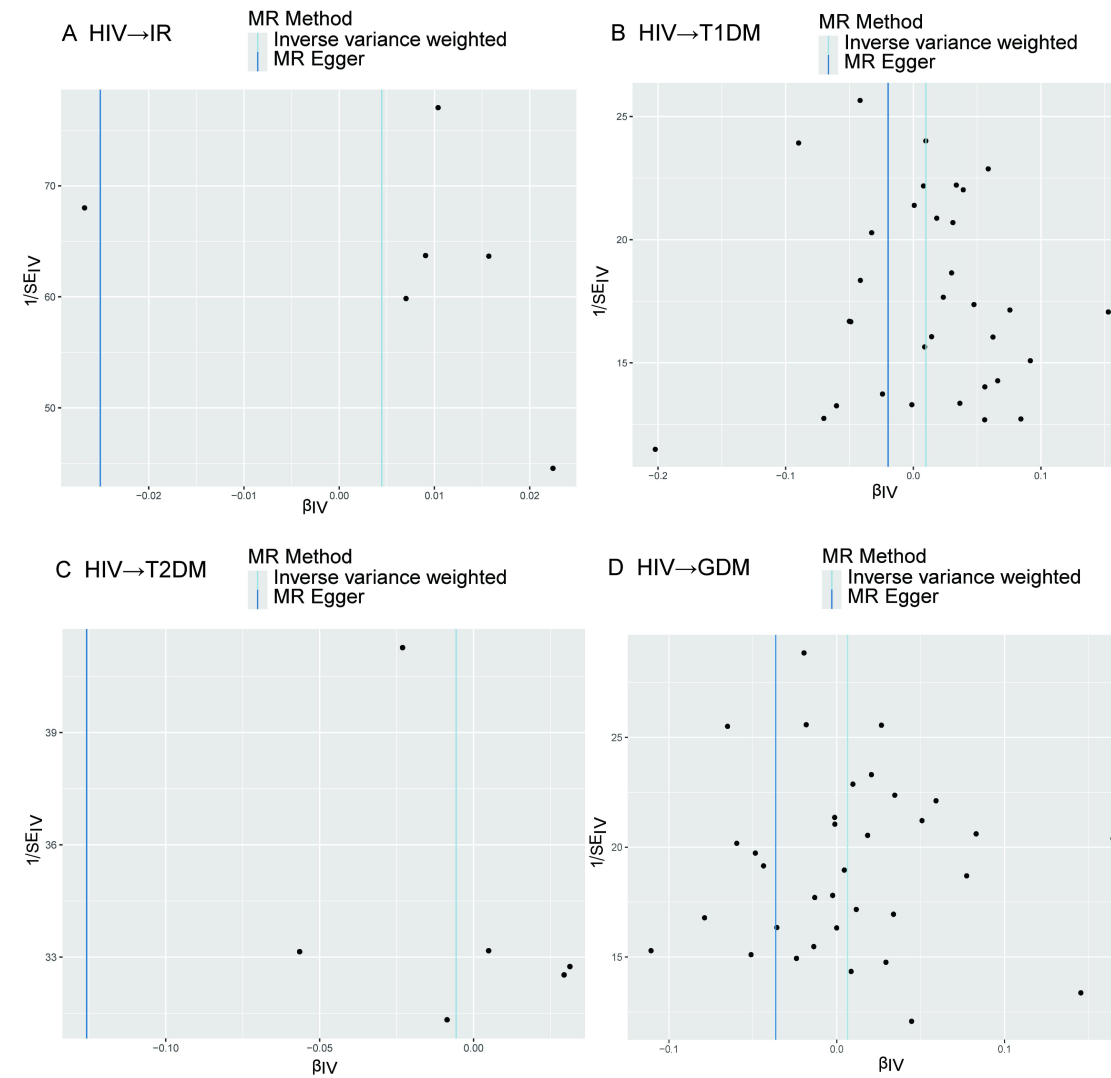 A HIV→IR
MR Method
Inverse variance weighted
MR Egger
70
60
50
1/SEIV
−0.02
−0.01
0.00
0.01
0.02
βIV
B HIV→T1DM
MR Method
Inverse variance weighted
MR Egger
25
20
15
1/SEIV
−0.2
−0.1
0.0
0.1
βIV
C HIV→T2DM
MR Method
Inverse variance weighted
MR Egger
39
36
33
1/SEIV
−0.10
−0.05
0.00
βIV
D HIV→GDM
MR Method
Inverse variance weighted
MR Egger
25
20
15
1/SEIV
−0.1
0.0
0.1
βIV